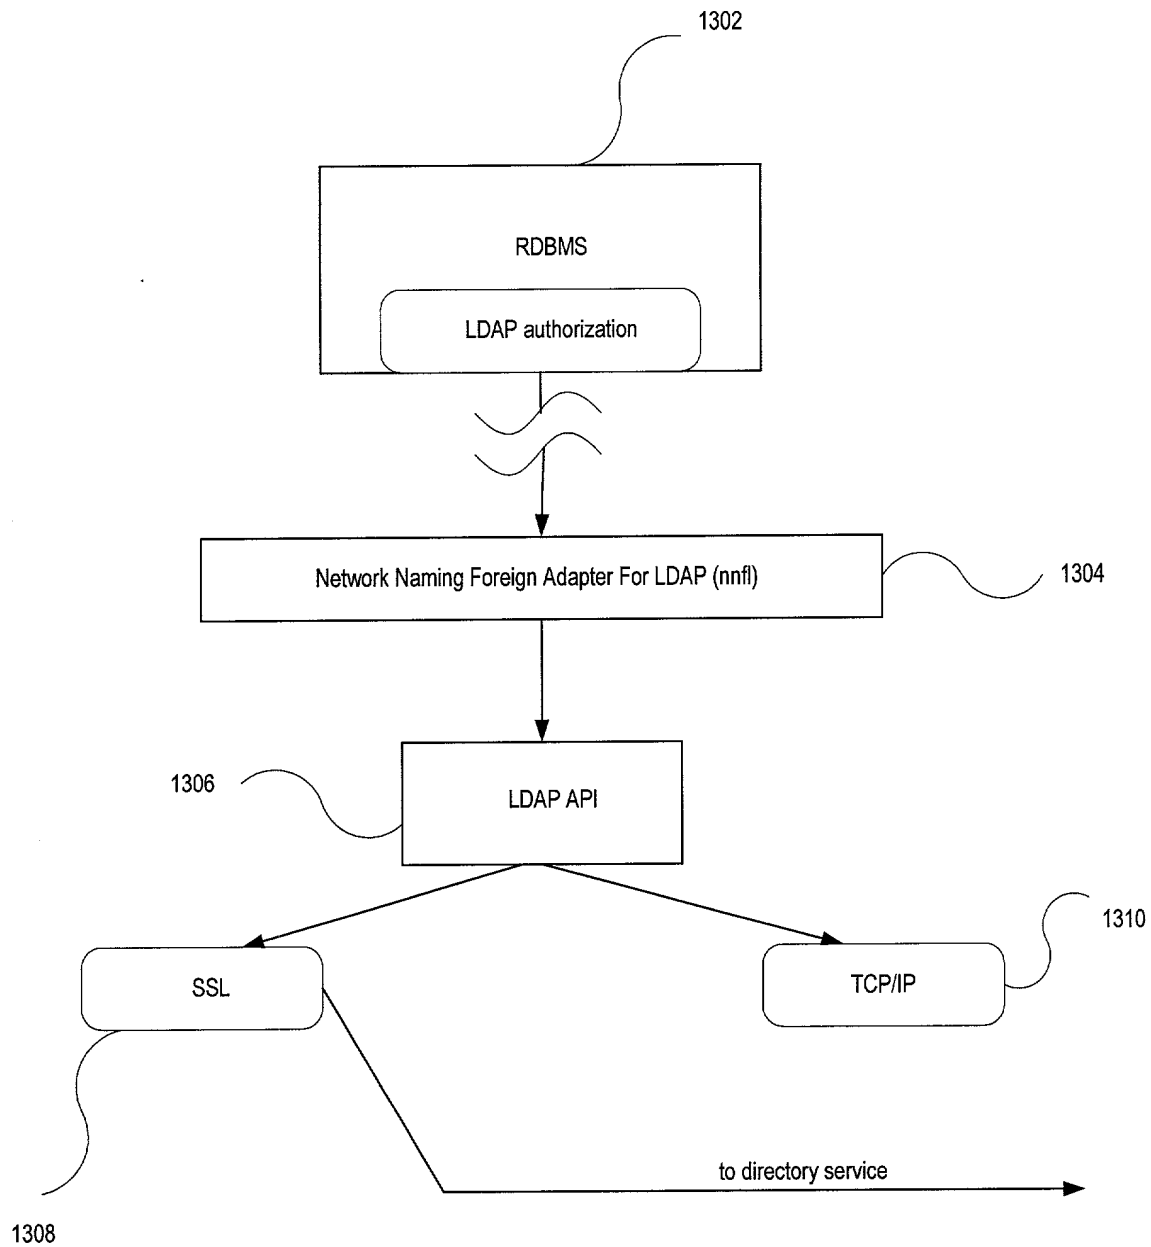 1302
RDBMS
LDAP authorization
Network Naming Foreign Adapter For LDAP (nnfl)
1304
1306
LDAP API
1310
SSL
TCP/IP
to directory service
1308